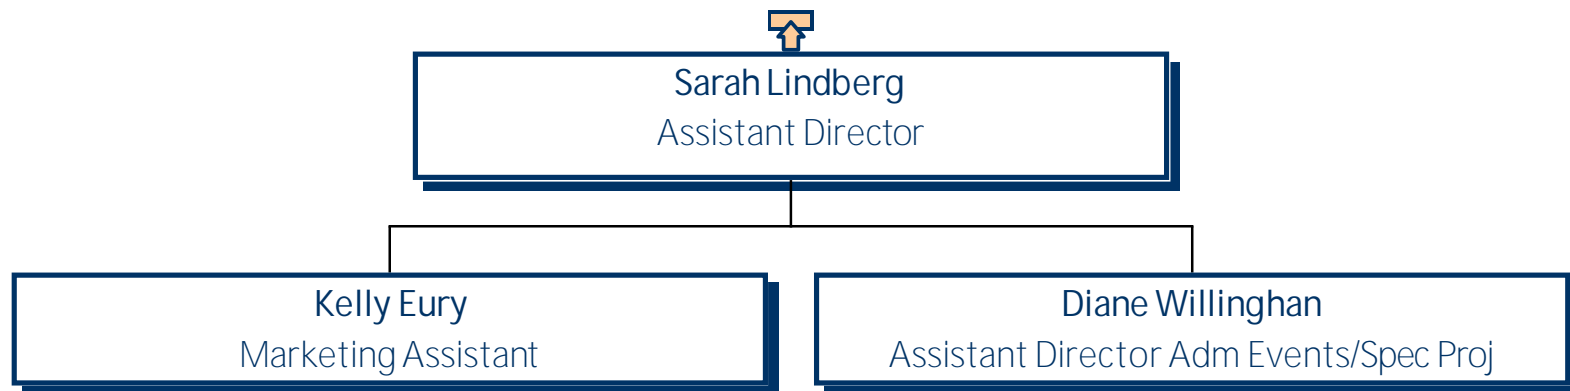 Sarah Lindberg
Assistant Director
Kelly Eury
Marketing Assistant
Diane Willinghan
Assistant Director Adm Events/Spec Proj